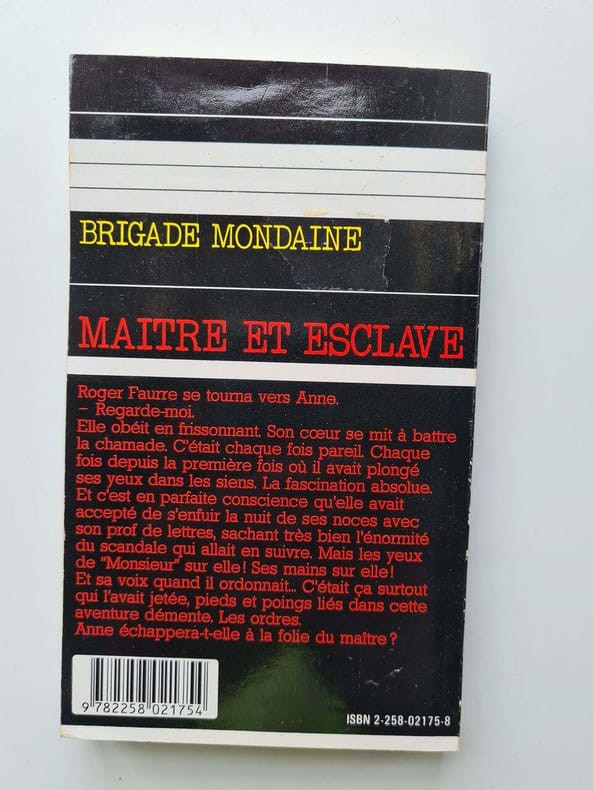 BRIGADE MONDAINE
MAITRE ET ESCLAVE
Roger Faurre se tourna vers Anne.
– Regarde-moi.
Elle obéit en frissonnant. Son cœur se mit à battre
la chamade. C'était chaque fois pareil. Chaque
fois depuis la première fois où il avait plongé
ses yeux dans les siens. La fascination absolue.
Et c'est en parfaite conscience qu'elle avait
accepté de s'enfuir la nuit de ses noces avec
son prof de lettres, sachant très bien l'énormité
du scandale qui allait en suivre. Mais les yeux
de "Monsieur" sur elle! Ses mains sur elle!
Et sa voix quand il ordonnait... C'était ça surtout
qui l'avait jetée, pieds et poings liés dans cette
aventure démente. Les ordres.
Anne échappera-t-elle à la folie du maître?
9 782258 021754
ISBN 2-258-02175-8